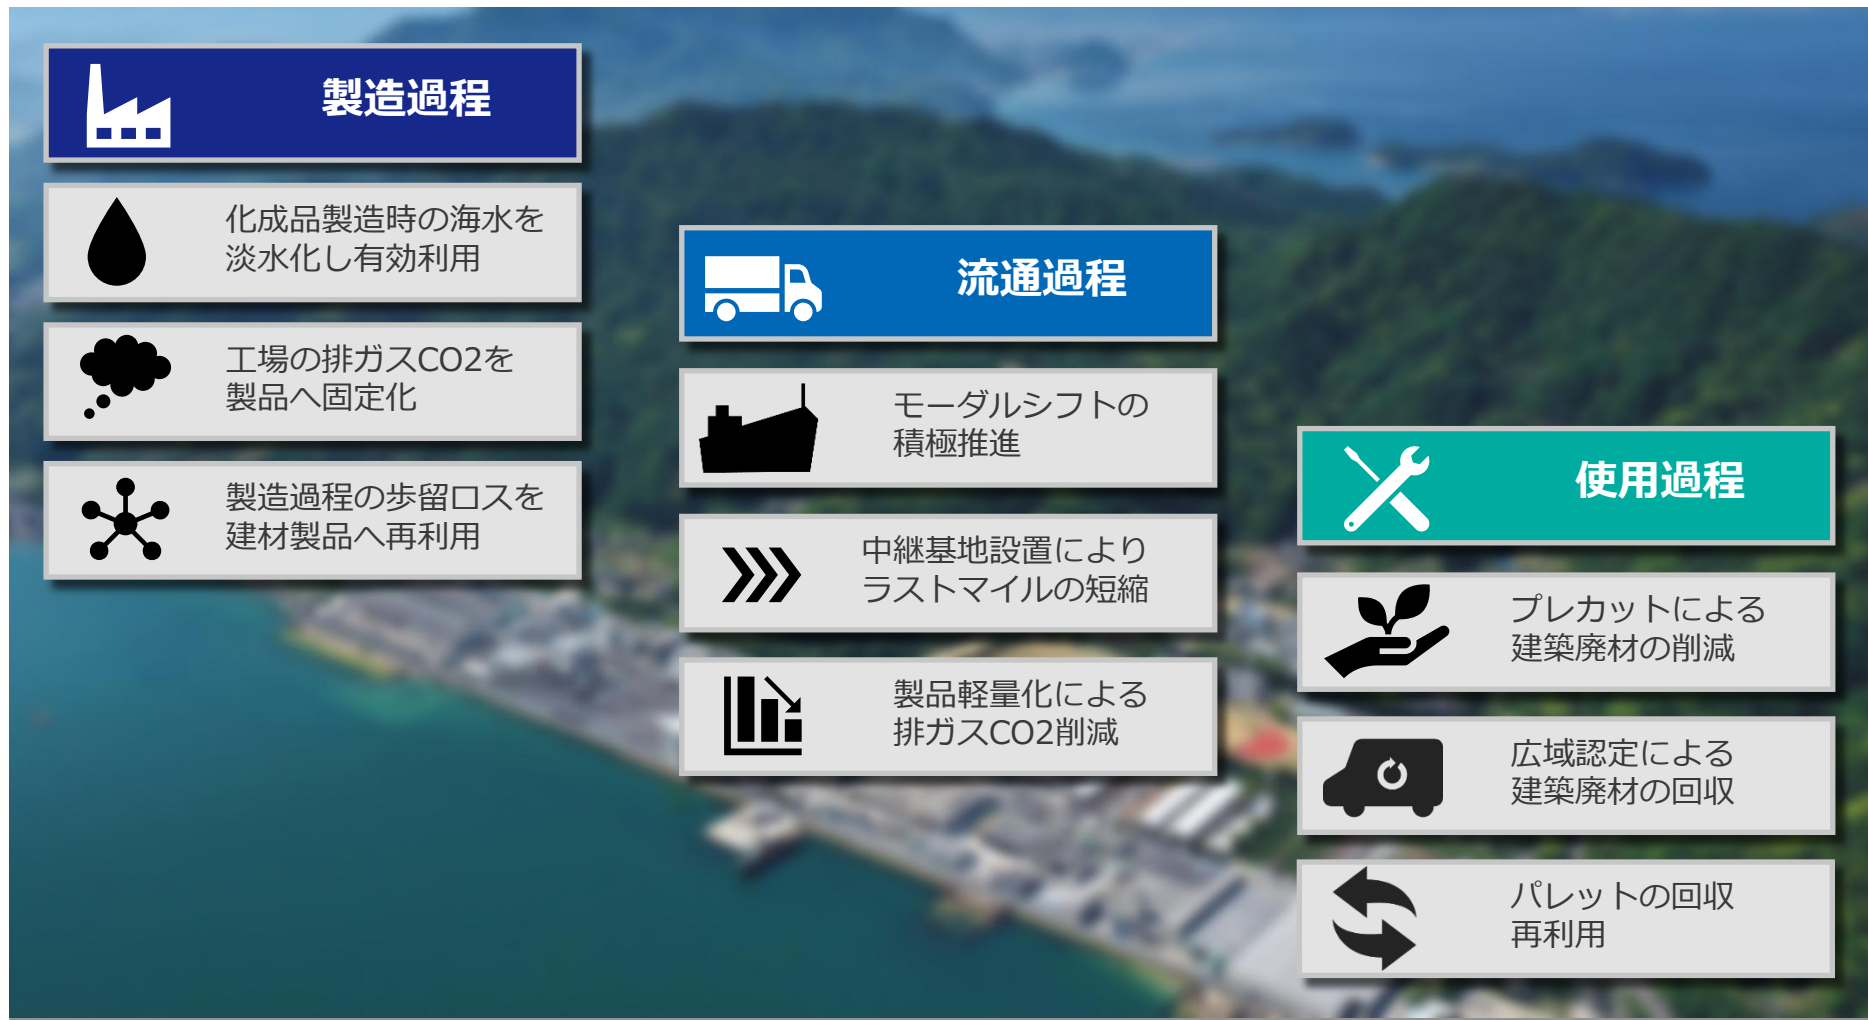 製造過程
化成品製造時の海水を
淡水化し有効利用
工場の排ガスCO2を
製品へ固定化
製造過程の歩留ロスを
建材製品へ再利用
流通過程
モーダルシフトの
積極推進
中継基地設置により
ラストマイルの短縮
製品軽量化による
排ガスCO2削減
使用過程
プレカットによる
建築廃材の削減
広域認定による
建築廃材の回収
パレットの回収
再利用